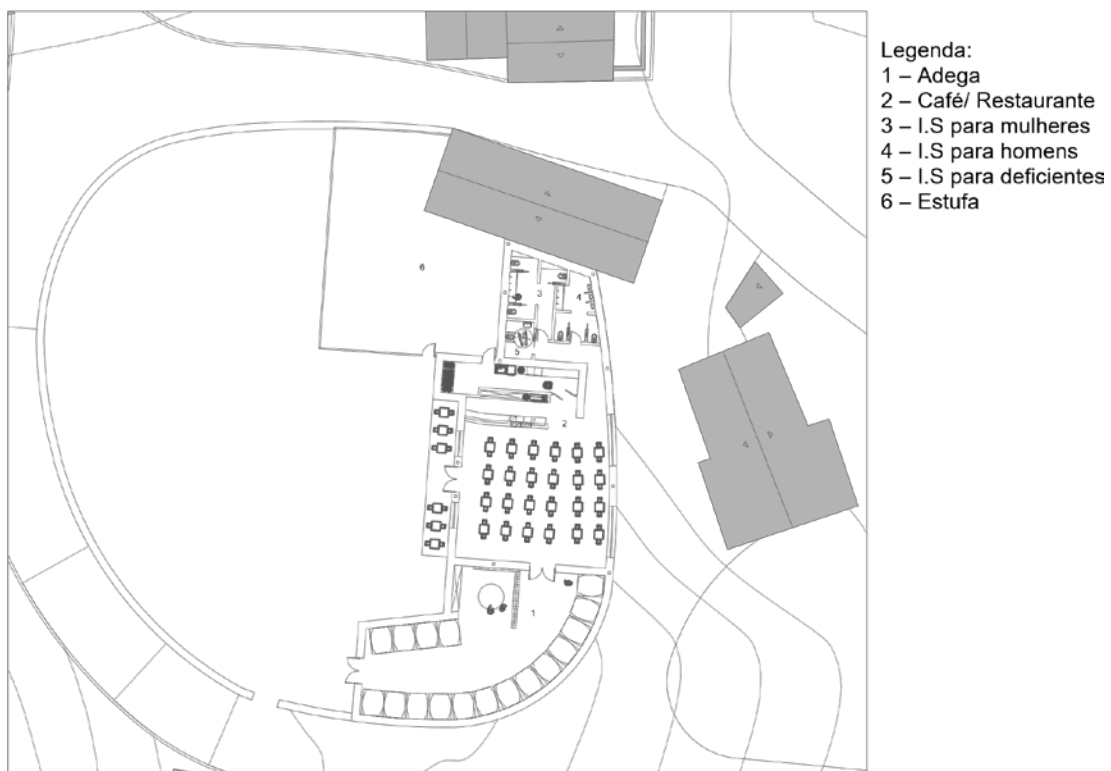 Legenda:
1 – Adega
2 – Café/ Restaurante
3 – I.S para mulheres
4 – I.S para homens
5 – I.S para deficientes
6 – Estufa
6
3
4
5
2
1